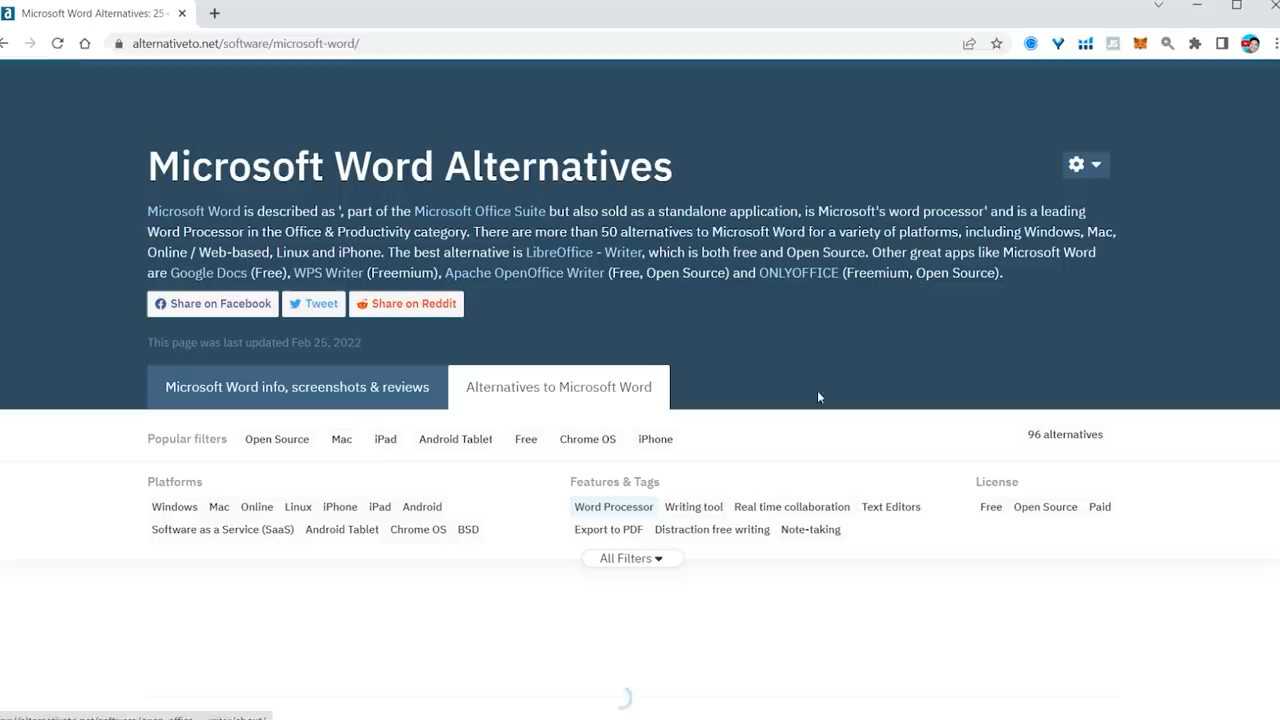 Microsoft Word Alternatives: 25
alternativeto.net/software/microsoft-word/
Microsoft Word Alternatives
Microsoft Word is described as ', part of the Microsoft Office Suite but also sold as a standalone application, is Microsoft's word processor' and is a leading
Word Processor in the Office & Productivity category. There are more than 50 alternatives to Microsoft Word for a variety of platforms, including Windows, Mac,
Online / Web-based, Linux and iPhone. The best alternative is LibreOffice - Writer, which is both free and Open Source. Other great apps like Microsoft Word
are Google Docs (Free), WPS Writer (Freemium), Apache OpenOffice Writer (Free, Open Source) and ONLYOFFICE (Freemium, Open Source).
Share on Facebook Tweet Share on Reddit
This page was last updated Feb 25, 2022
Microsoft Word info, screenshots & reviews Alternatives to Microsoft Word
Popular filters Open Source Mac iPad Android Tablet Free Chrome OS iPhone 96 alternatives
Platforms Features & Tags License
Windows Mac Online Linux iPhone iPad Android Word Processor Writing tool Real time collaboration Text Editors Free Open Source Paid
Software as a Service (SaaS) Android Tablet Chrome OS BSD Export to PDF Distraction free writing Note-taking
All Filters